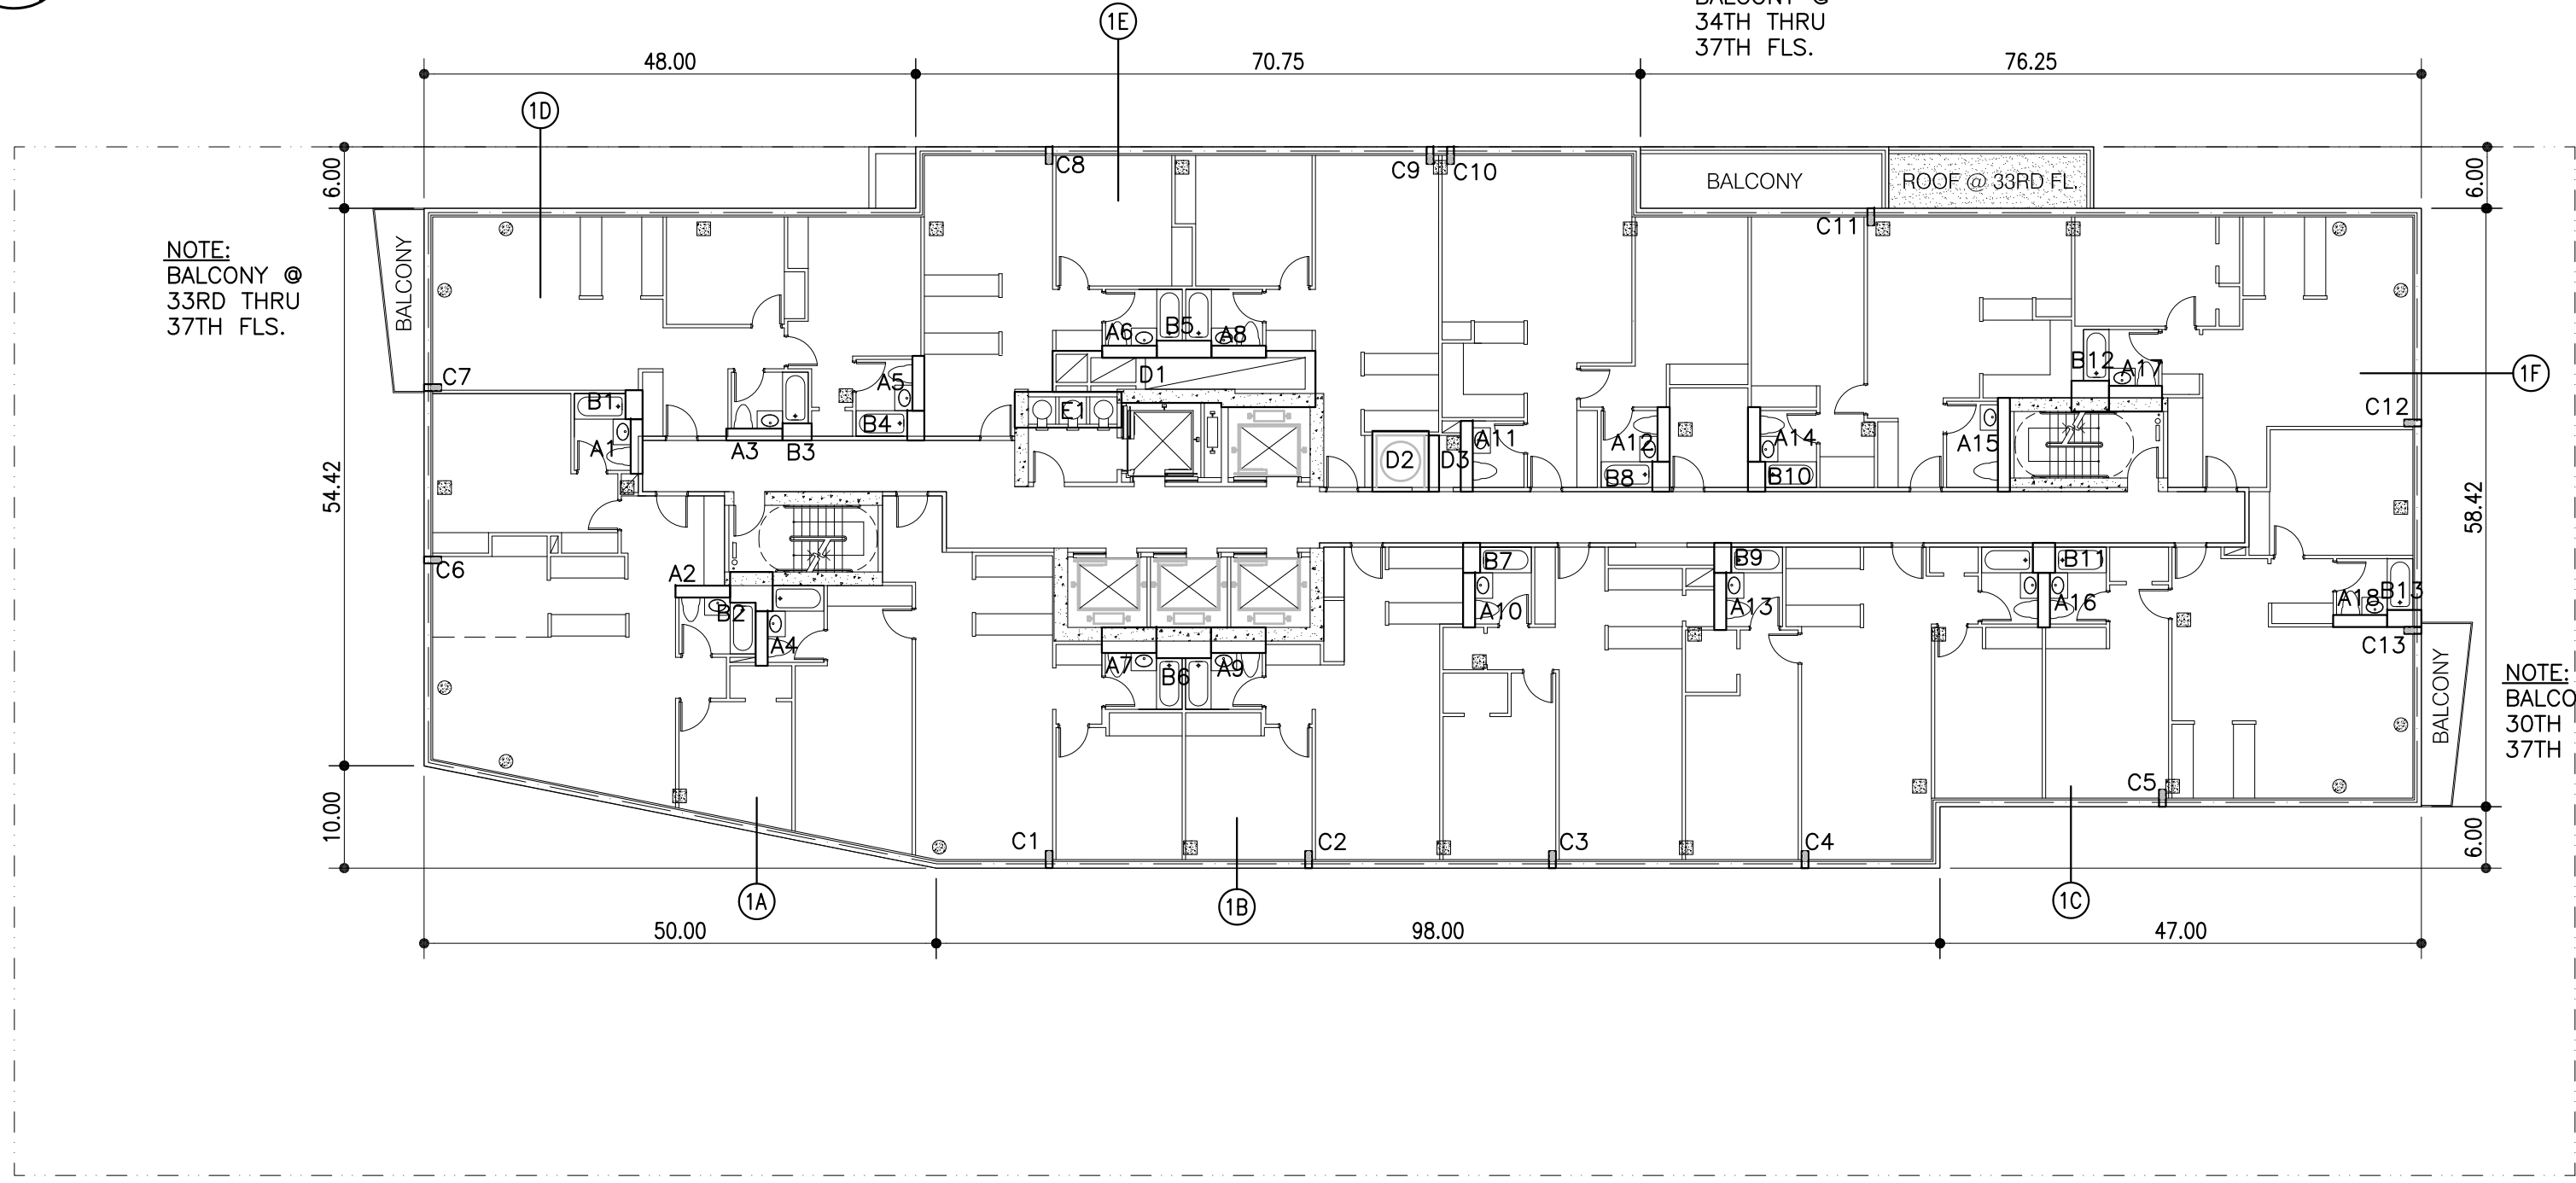 BALCONY @
34TH THRU
37TH FLS.
1E
48.00
70.75
76.25
1D
6.00
6.00
C8
C9
C10
BALCONY
ROOF @ 33RD FL.
C11
NOTE:
BALCONY @
33RD THRU
37TH FLS.
BALCONY
A6
B5
A8
D1
B12
A17
1F
C7
A5
B1
B4
E1
C12
A1
A3
B3
D2
D3
A11
A12
B8
A14
B10
A15
54.42
58.42
C6
A2
B2
A4
B7
A10
B9
A13
B11
A16
A18
B13
C13
A7
B6
A9
BALCONY
NOTE:
BALCO
30TH
37TH
10.00
C1
C2
C3
C4
C5
6.00
1A
1B
1C
50.00
98.00
47.00